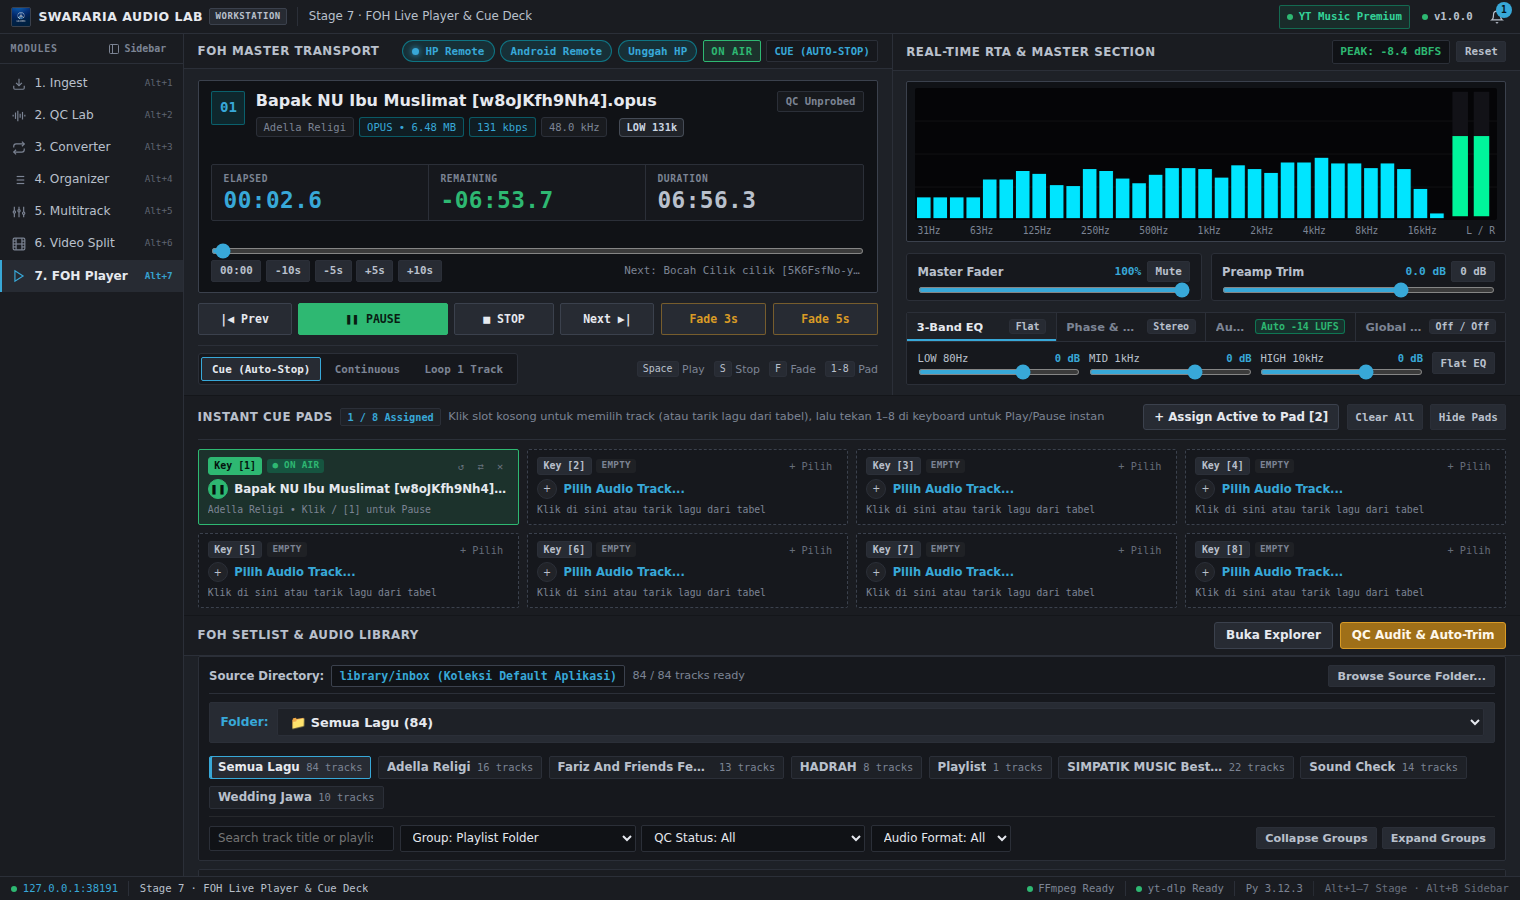 SWARARIA AUDIO LAB WORKSTATION Stage 7 · FOH Live Player & Cue Deck YT Music Premium v1.0.0 1
MODULES Sidebar
1. Ingest Alt+1
2. QC Lab Alt+2
3. Converter Alt+3
4. Organizer Alt+4
5. Multitrack Alt+5
6. Video Split Alt+6
7. FOH Player Alt+7
FOH MASTER TRANSPORT HP Remote Android Remote Unggah HP ON AIR CUE (AUTO-STOP)
01 Bapak NU Ibu Muslimat [w8oJKfh9Nh4].opus QC Unprobed
Adella Religi OPUS • 6.48 MB 131 kbps 48.0 kHz LOW 131k
ELAPSED REMAINING DURATION
00:02.6 -06:53.7 06:56.3
00:00 -10s -5s +5s +10s Next: Bocah Cilik cilik [5K6FsfNo-y…
|◀ Prev ❚❚ PAUSE ■ STOP Next ▶| Fade 3s Fade 5s
Cue (Auto-Stop) Continuous Loop 1 Track Space Play S Stop F Fade 1-8 Pad
REAL-TIME RTA & MASTER SECTION PEAK: -8.4 dBFS Reset
31Hz 63Hz 125Hz 250Hz 500Hz 1kHz 2kHz 4kHz 8kHz 16kHz L / R
Master Fader 100% Mute Preamp Trim 0.0 dB 0 dB
3-Band EQ Flat Phase & … Stereo Au… Auto -14 LUFS Global … Off / Off
LOW 80Hz 0 dB MID 1kHz 0 dB HIGH 10kHz 0 dB Flat EQ
INSTANT CUE PADS 1 / 8 Assigned Klik slot kosong untuk memilih track (atau tarik lagu dari tabel), lalu tekan 1–8 di keyboard untuk Play/Pause instan + Assign Active to Pad [2] Clear All Hide Pads
Key [1] ● ON AIR ↺ ⇄ ✕ Key [2] EMPTY + Pilih Key [3] EMPTY + Pilih Key [4] EMPTY + Pilih
❚❚ Bapak NU Ibu Muslimat [w8oJKfh9Nh4]… + Pilih Audio Track... + Pilih Audio Track... + Pilih Audio Track...
Adella Religi • Klik / [1] untuk Pause Klik di sini atau tarik lagu dari tabel Klik di sini atau tarik lagu dari tabel Klik di sini atau tarik lagu dari tabel
Key [5] EMPTY + Pilih Key [6] EMPTY + Pilih Key [7] EMPTY + Pilih Key [8] EMPTY + Pilih
+ Pilih Audio Track... + Pilih Audio Track... + Pilih Audio Track... + Pilih Audio Track...
Klik di sini atau tarik lagu dari tabel Klik di sini atau tarik lagu dari tabel Klik di sini atau tarik lagu dari tabel Klik di sini atau tarik lagu dari tabel
FOH SETLIST & AUDIO LIBRARY Buka Explorer QC Audit & Auto-Trim
Source Directory: library/inbox (Koleksi Default Aplikasi) 84 / 84 tracks ready Browse Source Folder...
Folder: 📁 Semua Lagu (84)
Semua Lagu 84 tracks Adella Religi 16 tracks Fariz And Friends Fe… 13 tracks HADRAH 8 tracks Playlist 1 tracks SIMPATIK MUSIC Best… 22 tracks Sound Check 14 tracks
Wedding Jawa 10 tracks
Search track title or playlis Group: Playlist Folder QC Status: All Audio Format: All Collapse Groups Expand Groups
127.0.0.1:38191 Stage 7 · FOH Live Player & Cue Deck FFmpeg Ready yt-dlp Ready Py 3.12.3 Alt+1–7 Stage · Alt+B Sidebar